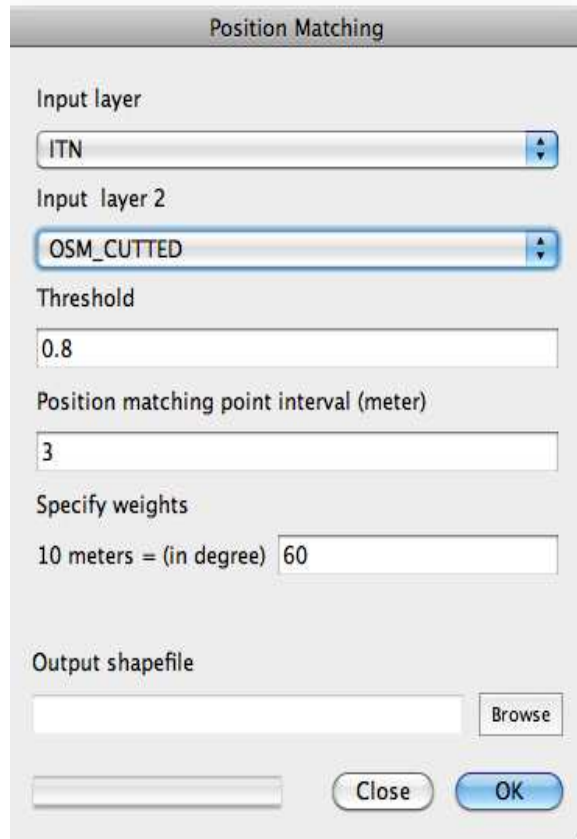 Position Matching
Input layer
ITN
Input layer 2
OSM_CUTTED
Threshold
0.8
Position matching point interval (meter)
3
Specify weights
10 meters = (in degree) 60
Output shapefile
Browse
Close OK